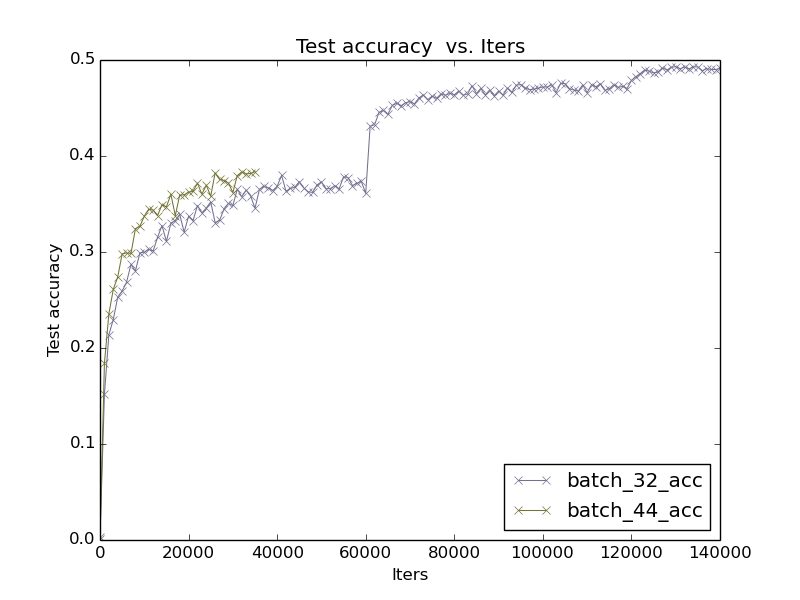 Test accuracy  vs. Iters
0.5
0.4
0.3
0.2
0.1
0.0
Test accuracy
batch_32_acc
batch_44_acc
0 20000 40000 60000 80000 100000 120000 140000
Iters